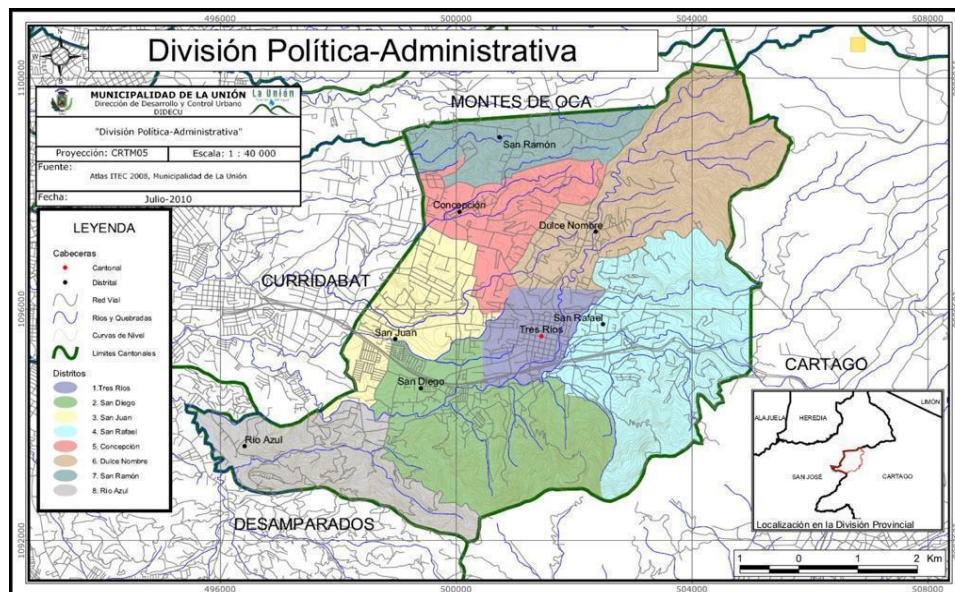 496000 500000 504000 508000
División Política-Administrativa
1100000
MUNICIPALIDAD DE LA UNIÓN
Dirección de Desarrollo y Control Urbano
DIDECU
La Unión
"División Política-Administrativa"
Proyección: CRTM05 Escala: 1 : 40 000
Fuente:
Atlas ITEC 2008, Municipalidad de La Unión
Fecha: Julio-2010
MONTES DE OCA
San Ramón
Concepción
Dulce Nombre
CURRIDABAT
1096000
San Rafael
Tres Ríos
San Juan
San Diego
CARTAGO
Río Azul
DESAMPARADOS
1092000
LEYENDA
Cabeceras
Cantonal
Distrital
Red Vial
Ríos y Quebradas
Curvas de Nivel
Límites Cantonales
Distritos
1.Tres Ríos
2. San Diego
3. San Juan
4. San Rafael
5. Concepción
6. Dulce Nombre
7. San Ramón
8. Río Azul
LIMÓN
ALAJUELA HEREDIA
SAN JOSÉ CARTAGO
Localización en la División Provincial
1 0 1 2 Km
496000 500000 504000 508000